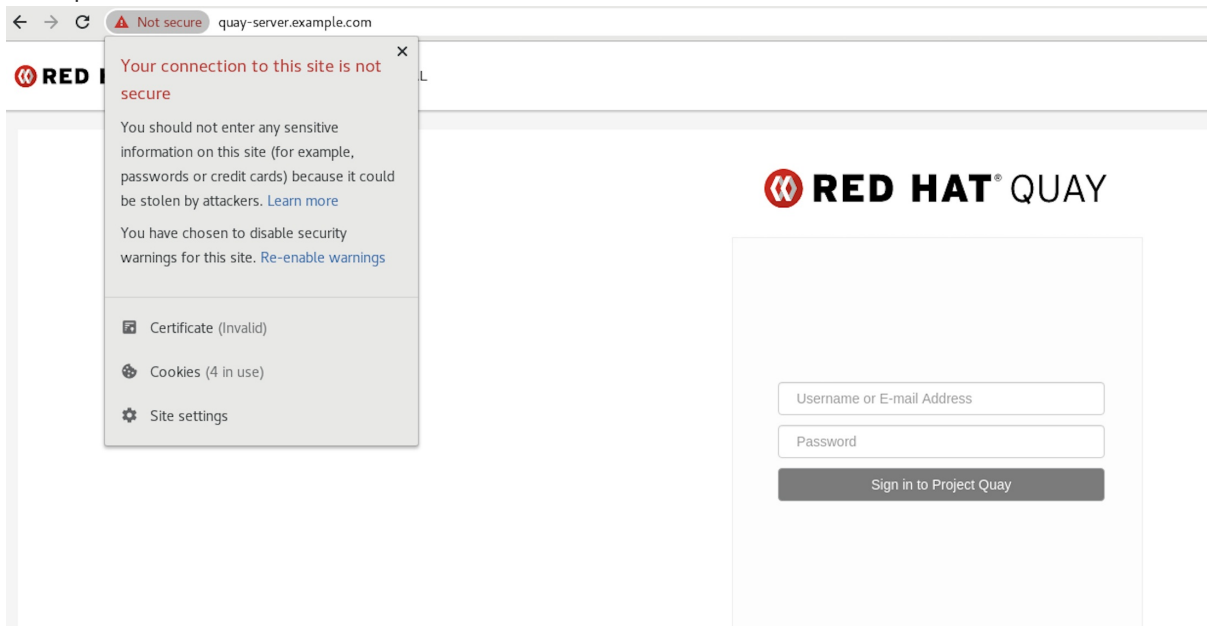 Not secure quay-server.example.com
RED
L
Your connection to this site is not
secure
You should not enter any sensitive
information on this site (for example,
passwords or credit cards) because it could
be stolen by attackers. Learn more
You have chosen to disable security
warnings for this site. Re-enable warnings
Certificate (Invalid)
Cookies (4 in use)
Site settings
RED HAT® QUAY
Username or E-mail Address
Password
Sign in to Project Quay